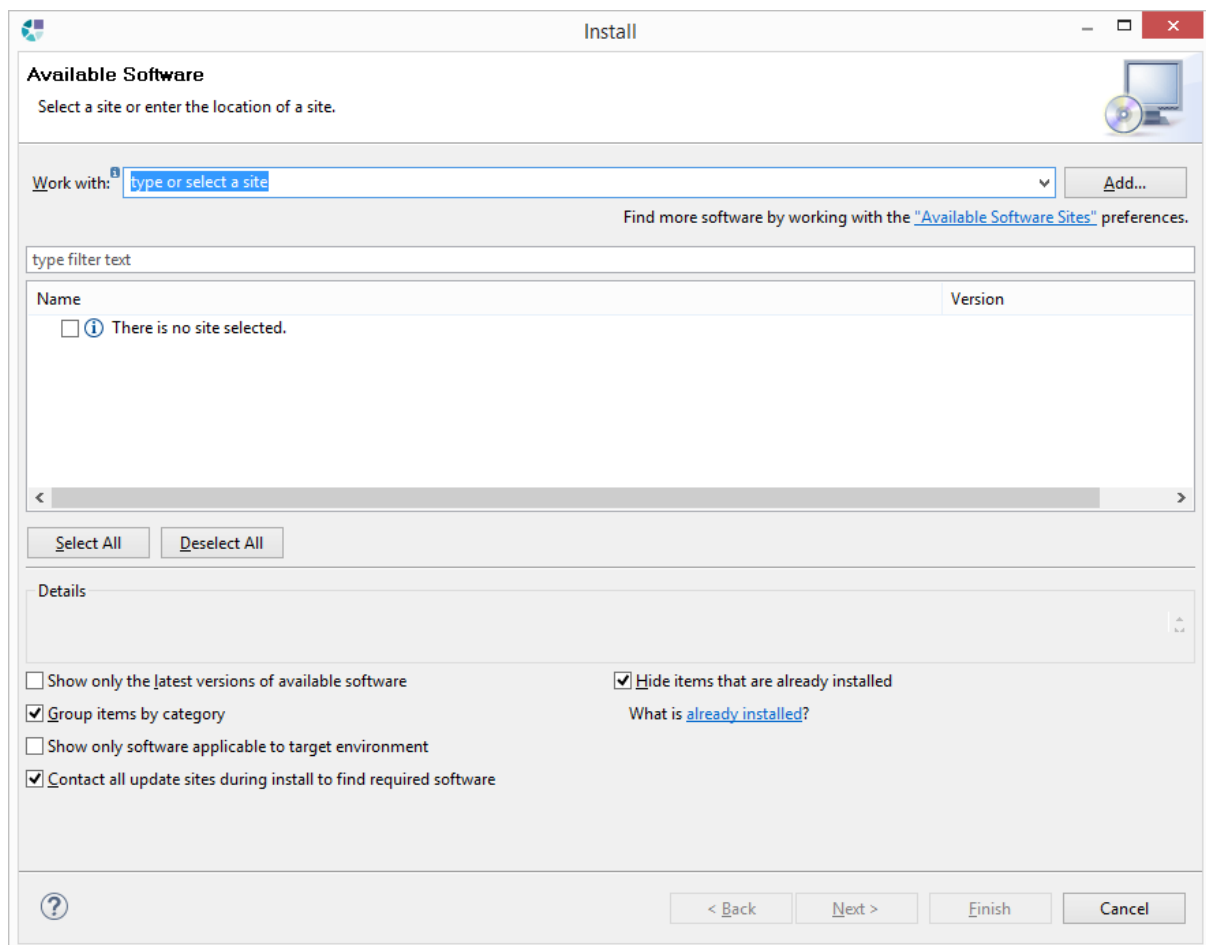 Install
Available Software
Select a site or enter the location of a site.
Work with: type or select a site Add...
Find more software by working with the "Available Software Sites" preferences.
type filter text
Name Version
There is no site selected.
Select All Deselect All
Details
Show only the latest versions of available software Hide items that are already installed
Group items by category What is already installed?
Show only software applicable to target environment
Contact all update sites during install to find required software
? < Back Next > Finish Cancel